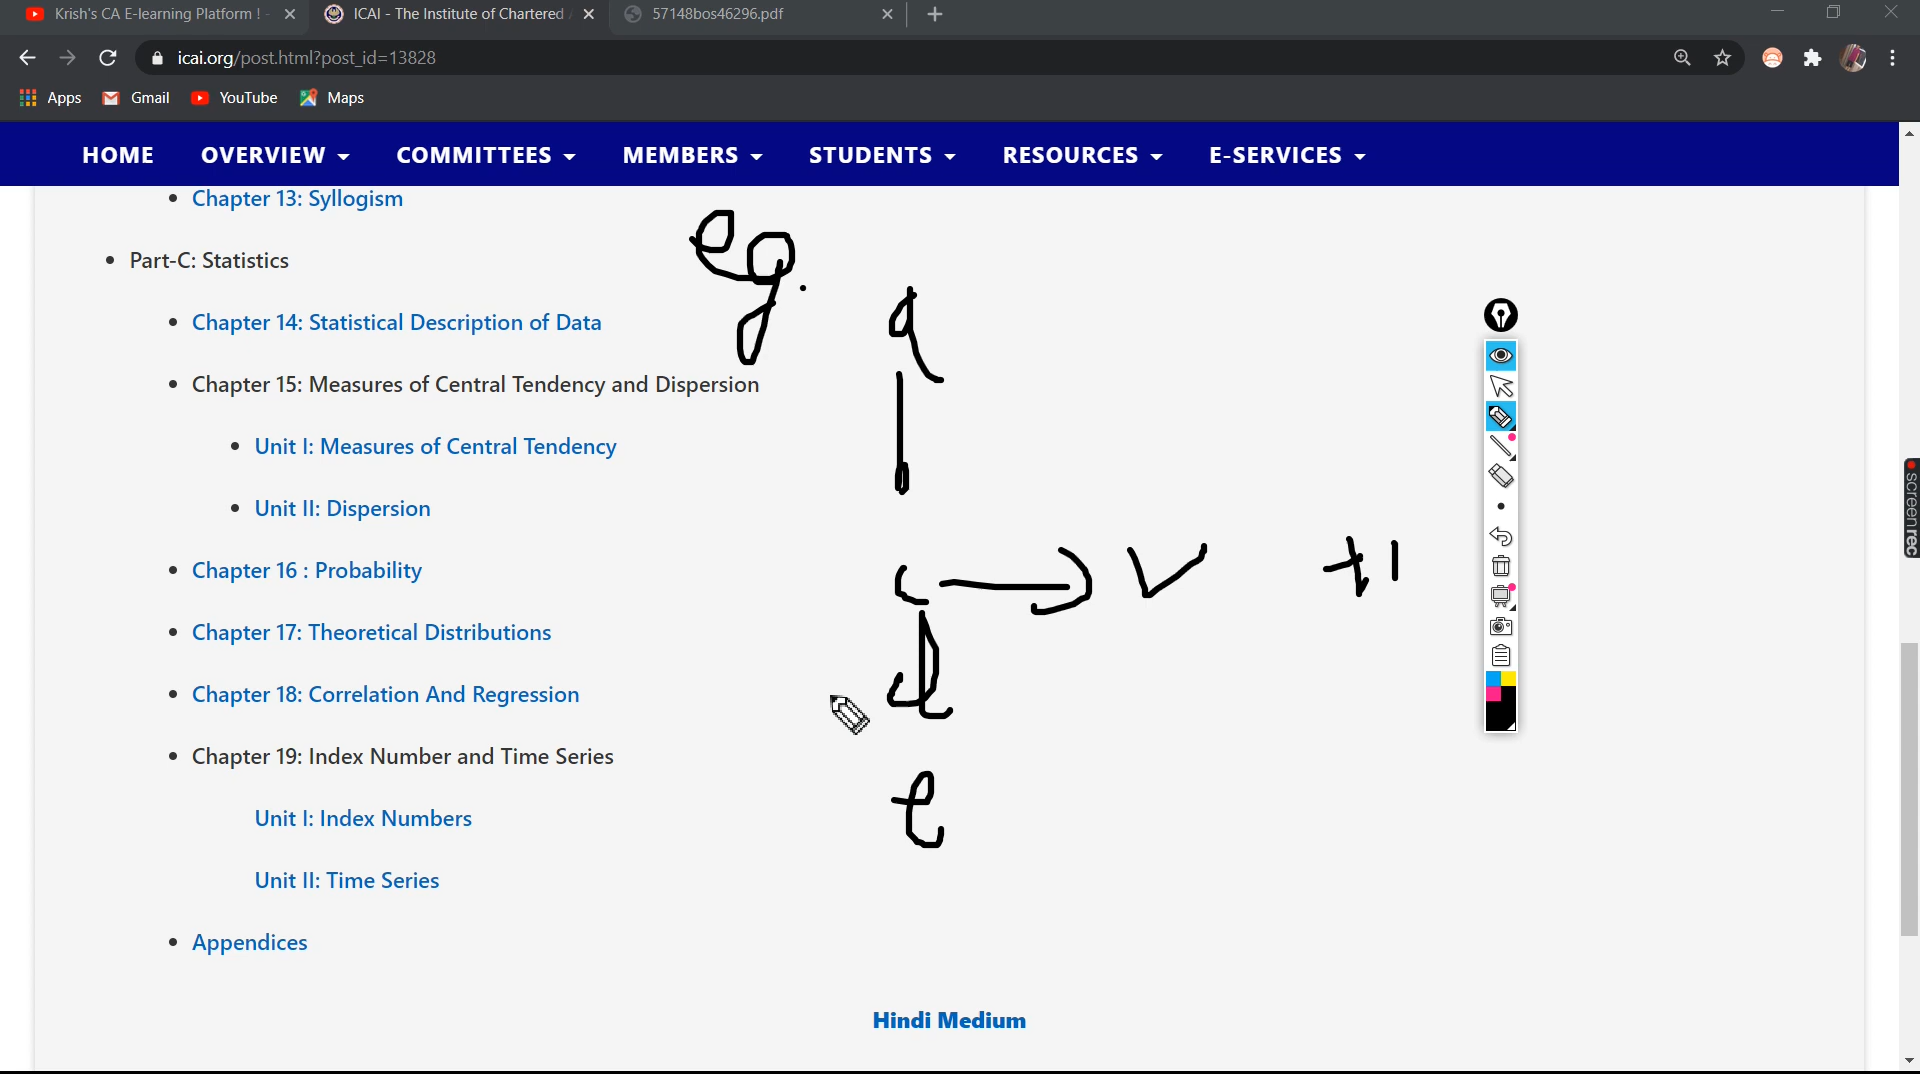 Krish's CA E-learning Platform ! -
ICAI - The Institute of Chartered
57148bos46296.pdf
icai.org/post.html?post_id=13828
Apps
Gmail
YouTube
Maps
HOME
OVERVIEW
COMMITTEES
MEMBERS
STUDENTS
RESOURCES
E-SERVICES
Chapter 13: Syllogism
Part-C: Statistics
eg.
Chapter 14: Statistical Description of Data
a
Chapter 15: Measures of Central Tendency and Dispersion
Unit I: Measures of Central Tendency
b
Unit II: Dispersion
Chapter 16 : Probability
c +1
Chapter 17: Theoretical Distributions
Chapter 18: Correlation And Regression
d
Chapter 19: Index Number and Time Series
Unit I: Index Numbers
e
Unit II: Time Series
Appendices
Hindi Medium
screenrec